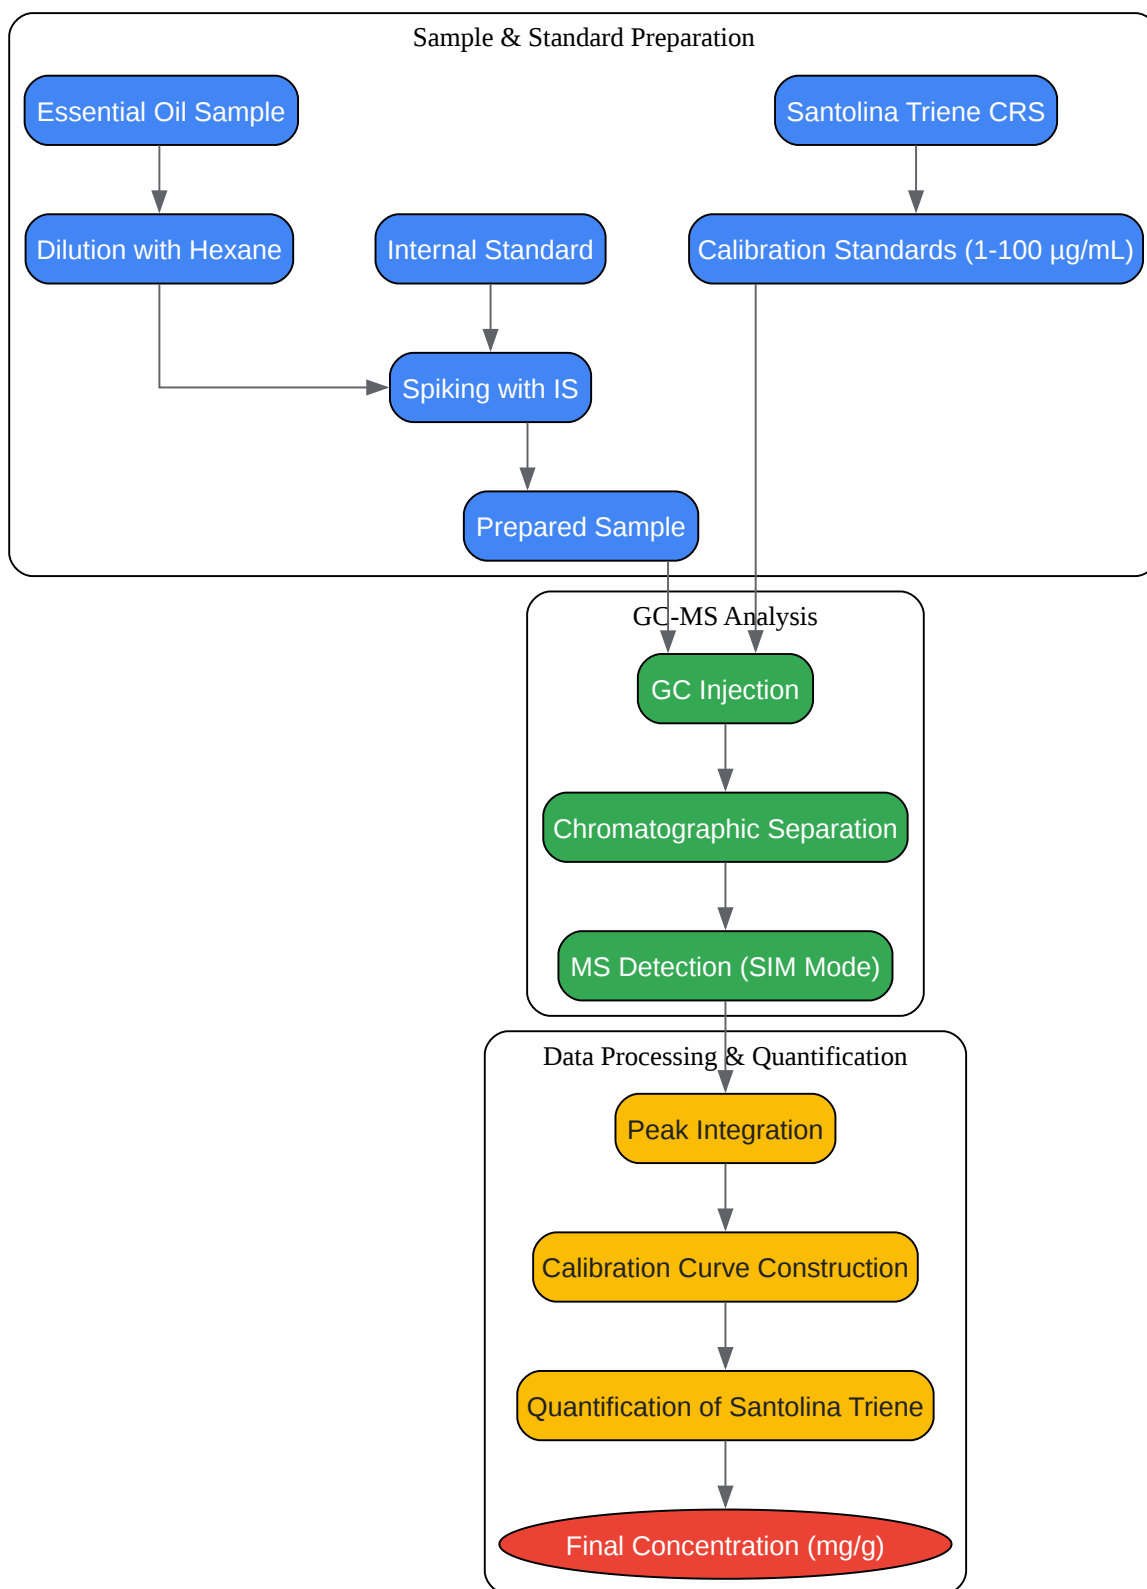 Sample & Standard Preparation
Essential Oil Sample
Santolina Triene CRS
Dilution with Hexane
Internal Standard
Calibration Standards (1-100 µg/mL)
Spiking with IS
Prepared Sample
GC-MS Analysis
GC Injection
Chromatographic Separation
MS Detection (SIM Mode)
Data Processing & Quantification
Peak Integration
Calibration Curve Construction
Quantification of Santolina Triene
Final Concentration (mg/g)